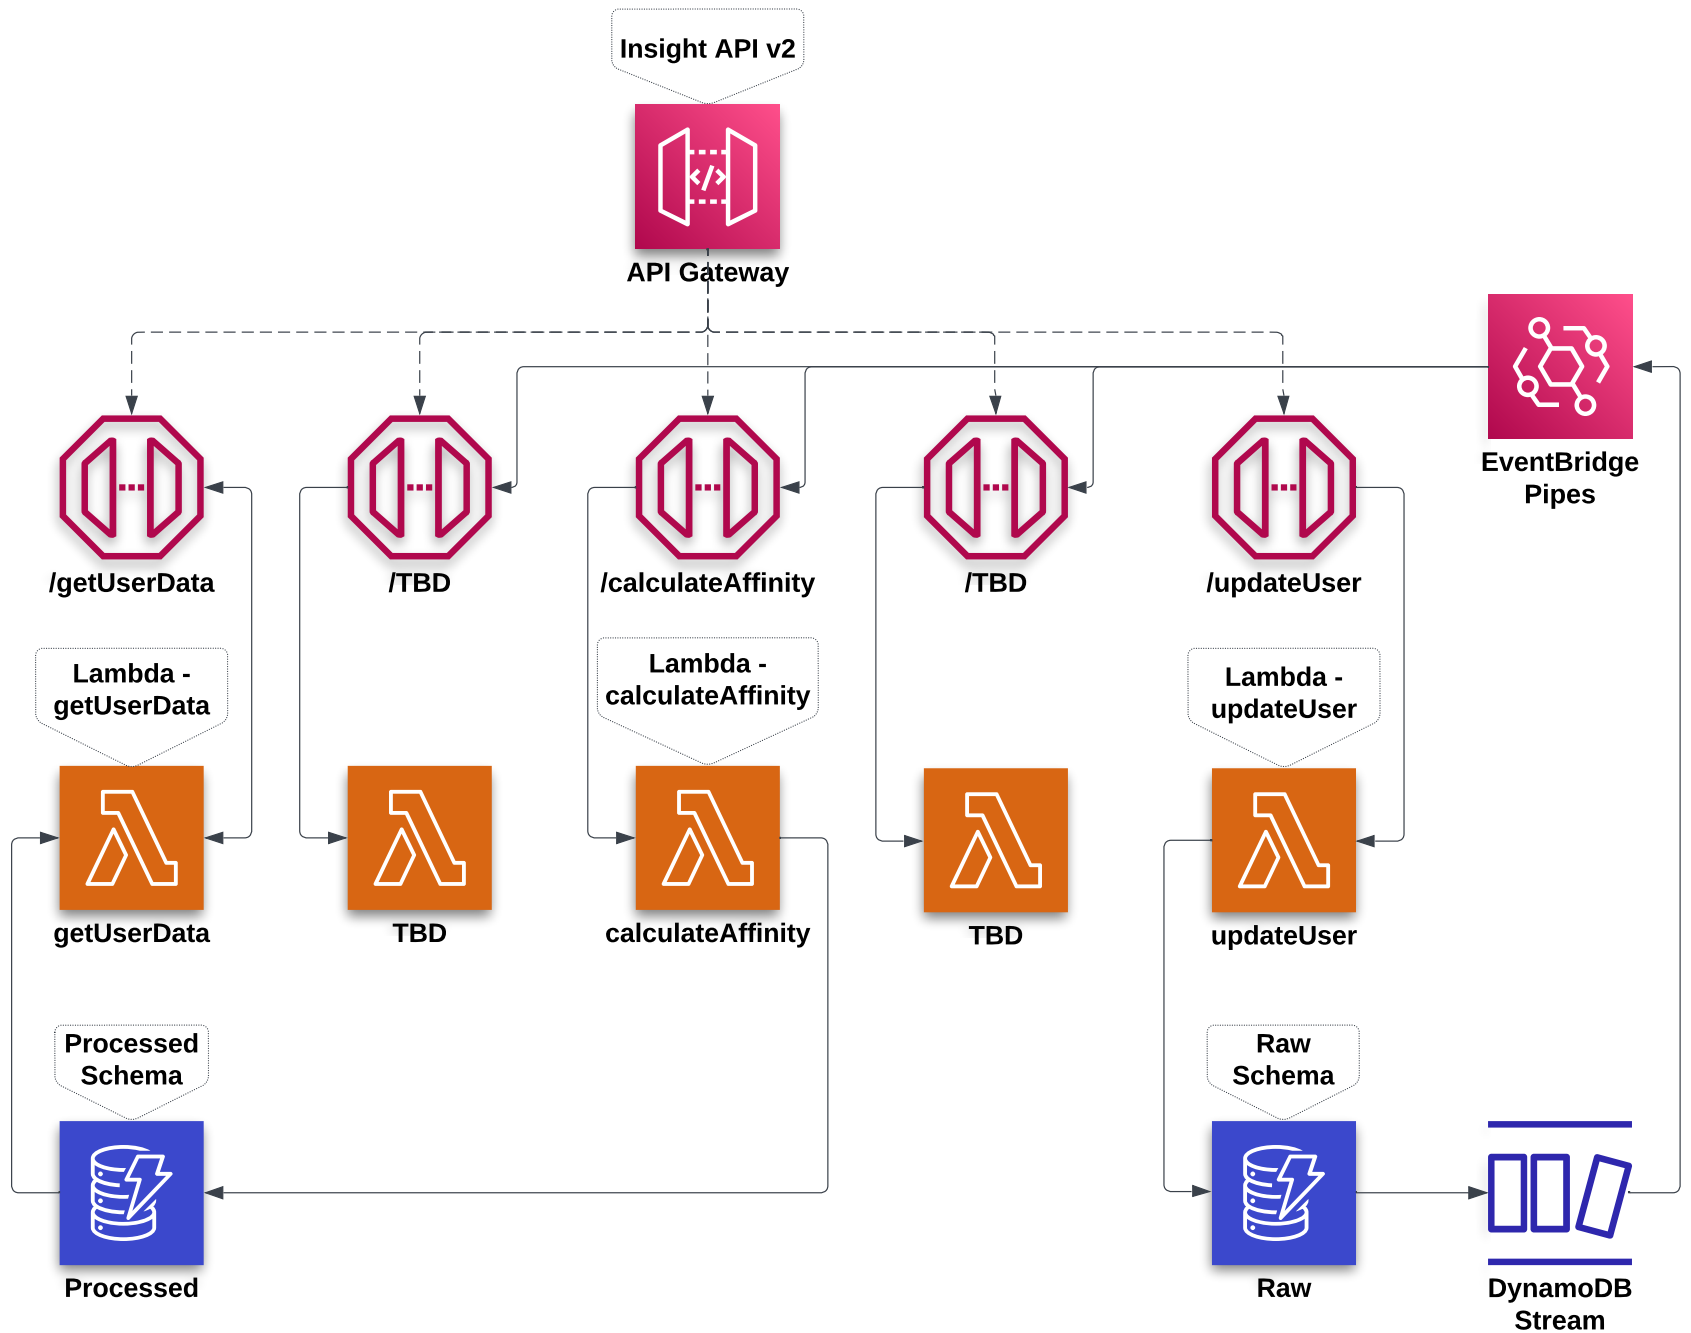 Insight API v2
API Gateway
EventBridge
Pipes
/getUserData
/TBD
/calculateAffinity
/TBD
/updateUser
Lambda -
getUserData
Lambda -
calculateAffinity
Lambda -
updateUser
getUserData
TBD
calculateAffinity
TBD
updateUser
Processed
Schema
Raw
Schema
Processed
Raw
DynamoDB
Stream